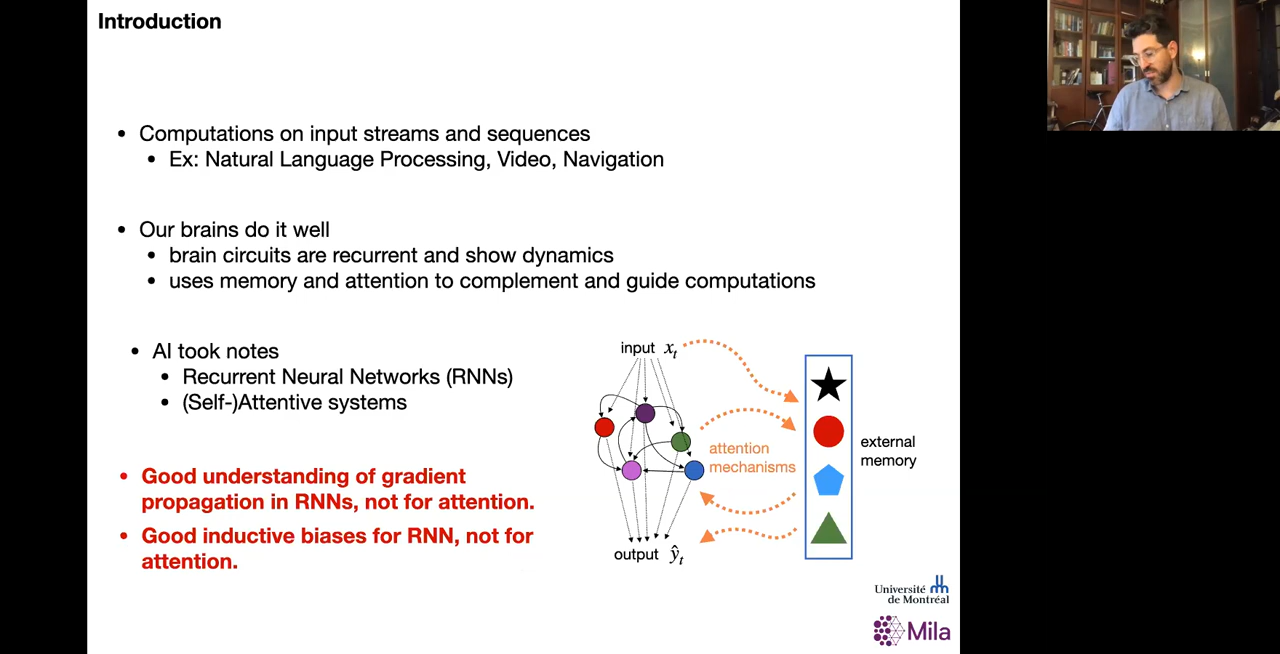 Introduction
• Computations on input streams and sequences
• Ex: Natural Language Processing, Video, Navigation
• Our brains do it well
• brain circuits are recurrent and show dynamics
• uses memory and attention to complement and guide computations
• AI took notes
• Recurrent Neural Networks (RNNs)
• (Self-)Attentive systems
• Good understanding of gradient
propagation in RNNs, not for attention.
• Good inductive biases for RNN, not for
attention.
input xₜ
attention
mechanisms
external
memory
output ŷₜ
Université
de Montréal
Mila